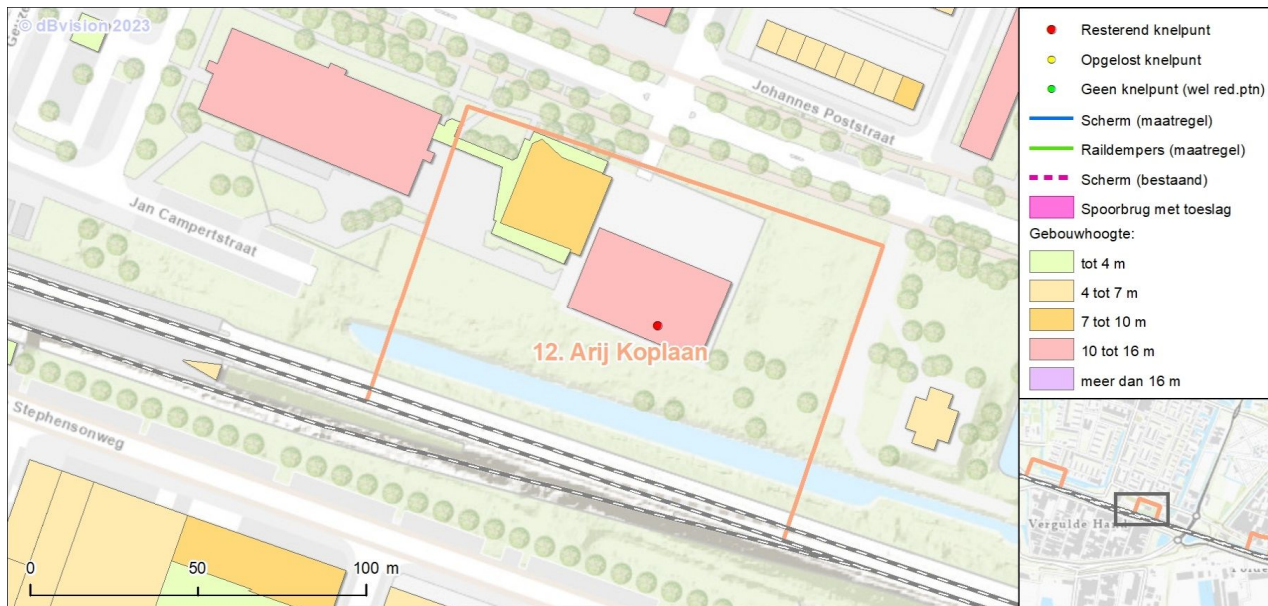 © dBvision 2023
Johannes Poststraat
Jan Campertstraat
12. Arij Koplaan
Stephensonweg
0 50 100 m
Resterend knelpunt
Opgelost knelpunt
Geen knelpunt (wel red.ptn)
Scherm (maatregel)
Raildempers (maatregel)
Scherm (bestaand)
Spoorbrug met toeslag
Gebouwhoogte:
tot 4 m
4 tot 7 m
7 tot 10 m
10 tot 16 m
meer dan 16 m
Vergulde Hand